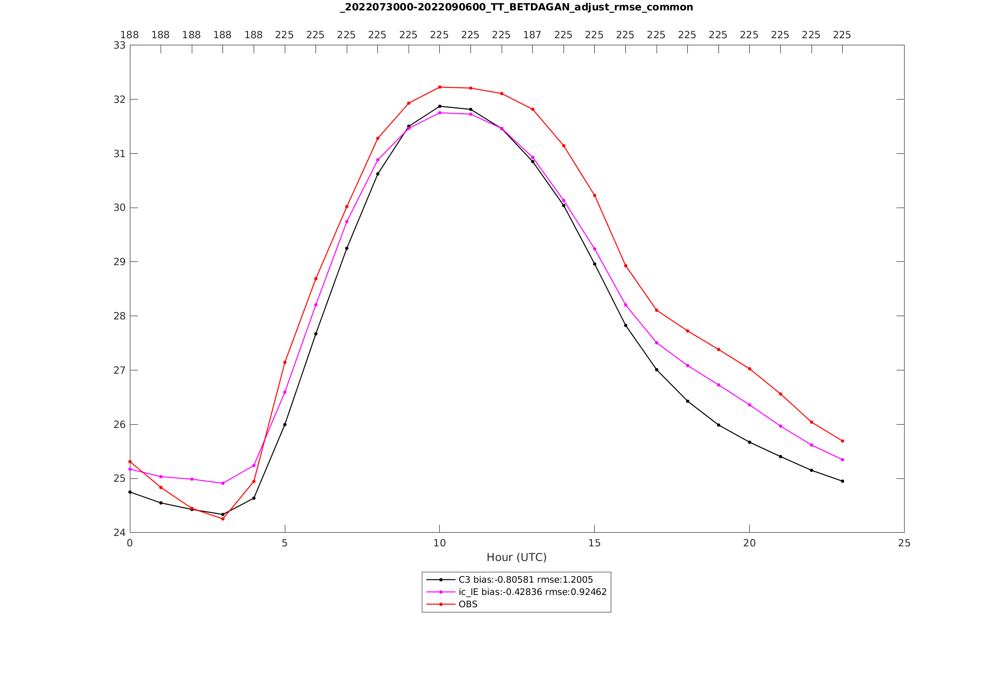 _2022073000-2022090600_TT_BETDAGAN_adjust_rmse_common
188 188 188 188 188 225 225 225 225 225 225 225 225 187 225 225 225 225 225 225 225 225 225 225
33
32
31
30
29
28
27
26
25
24
0 5 10 15 20 25
Hour (UTC)
C3 bias:-0.80581 rmse:1.2005
ic_lE bias:-0.42836 rmse:0.92462
OBS